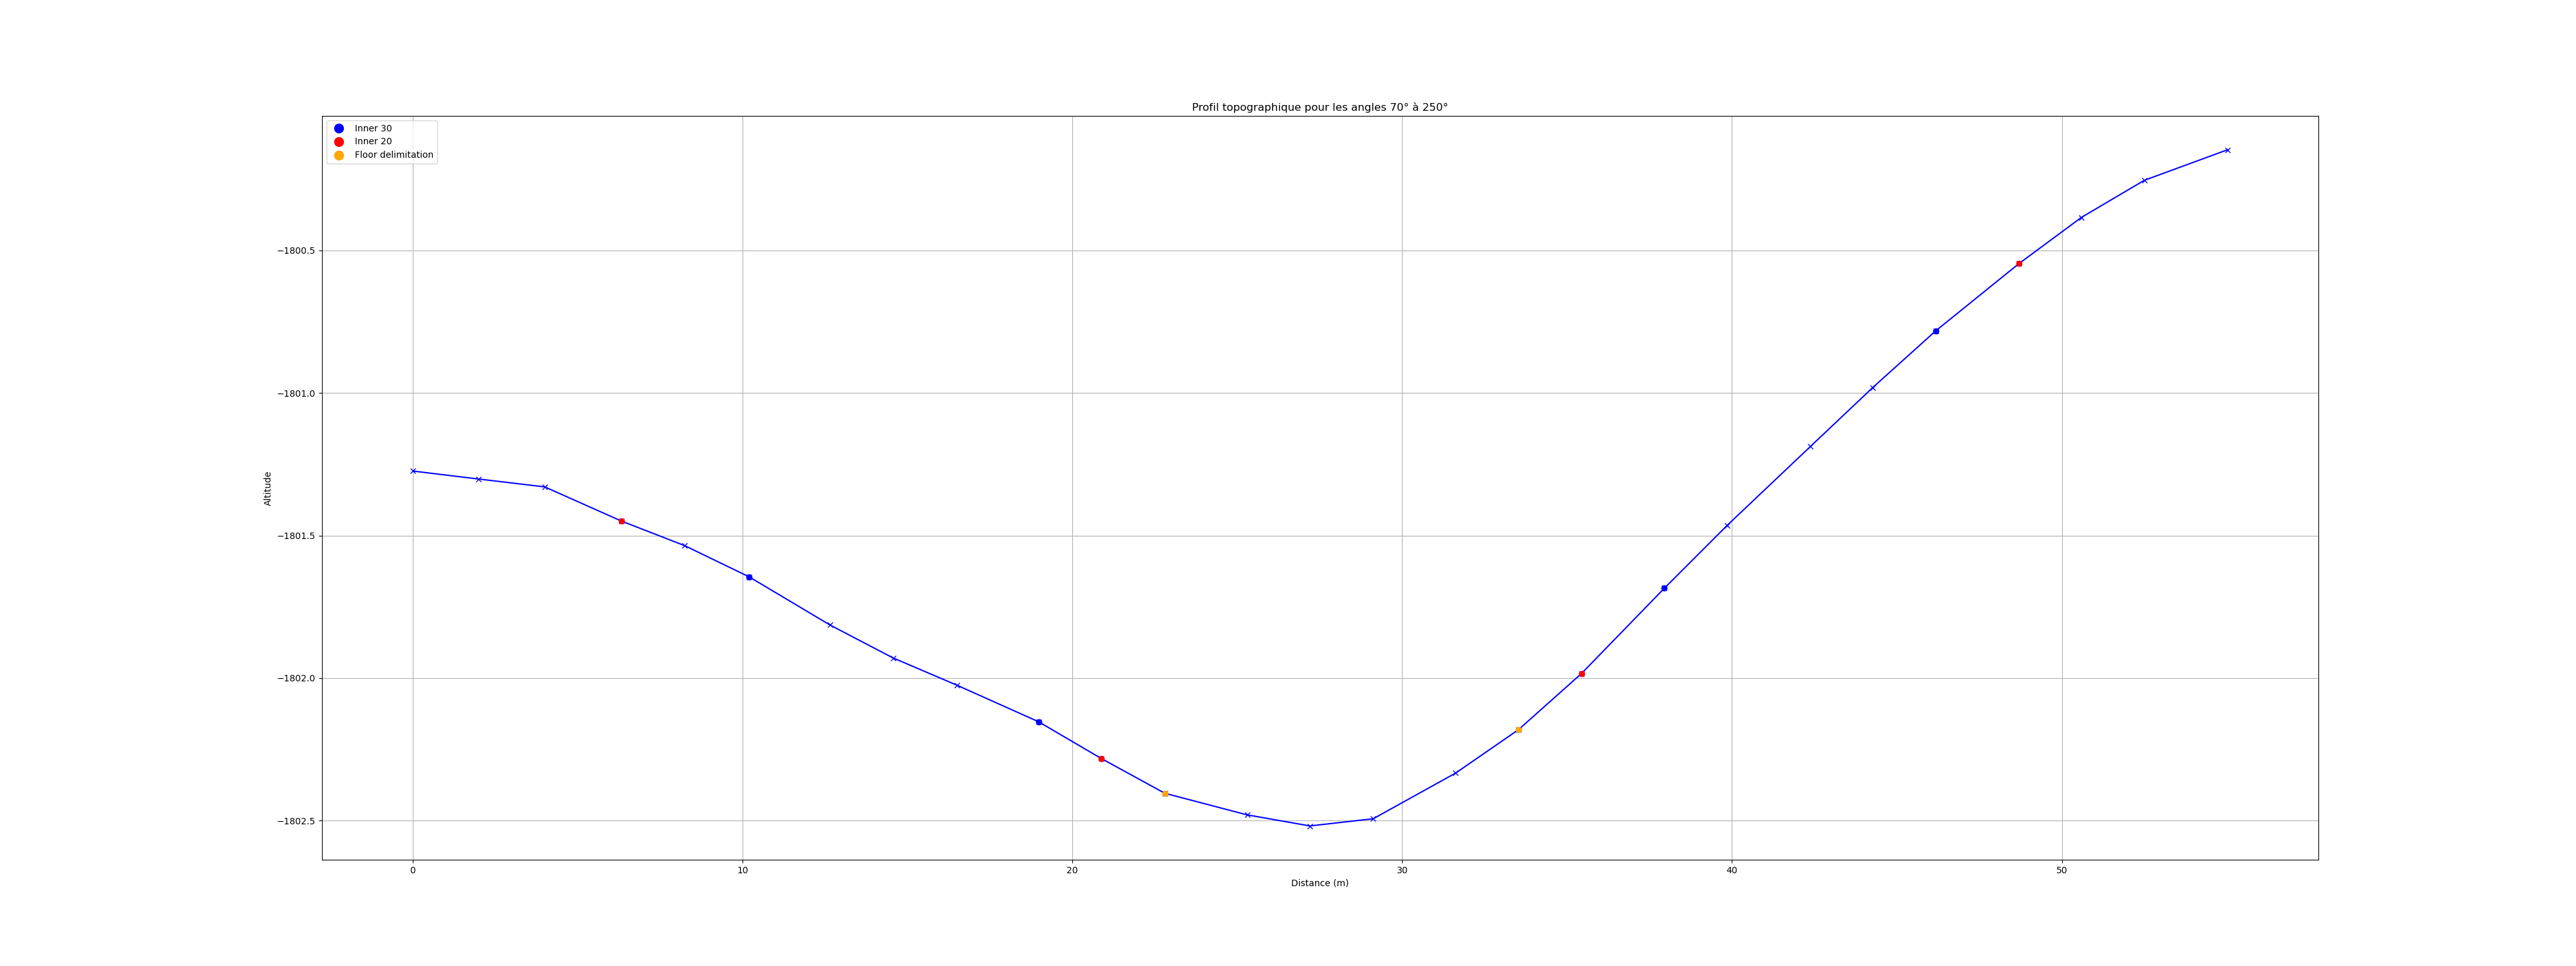 Profil topographique pour les angles 70° à 250°
Inner 30
Inner 20
Floor delimitation
−1800.5
−1801.0
−1801.5
−1802.0
−1802.5
Altitude
0 10 20 30 40 50
Distance (m)